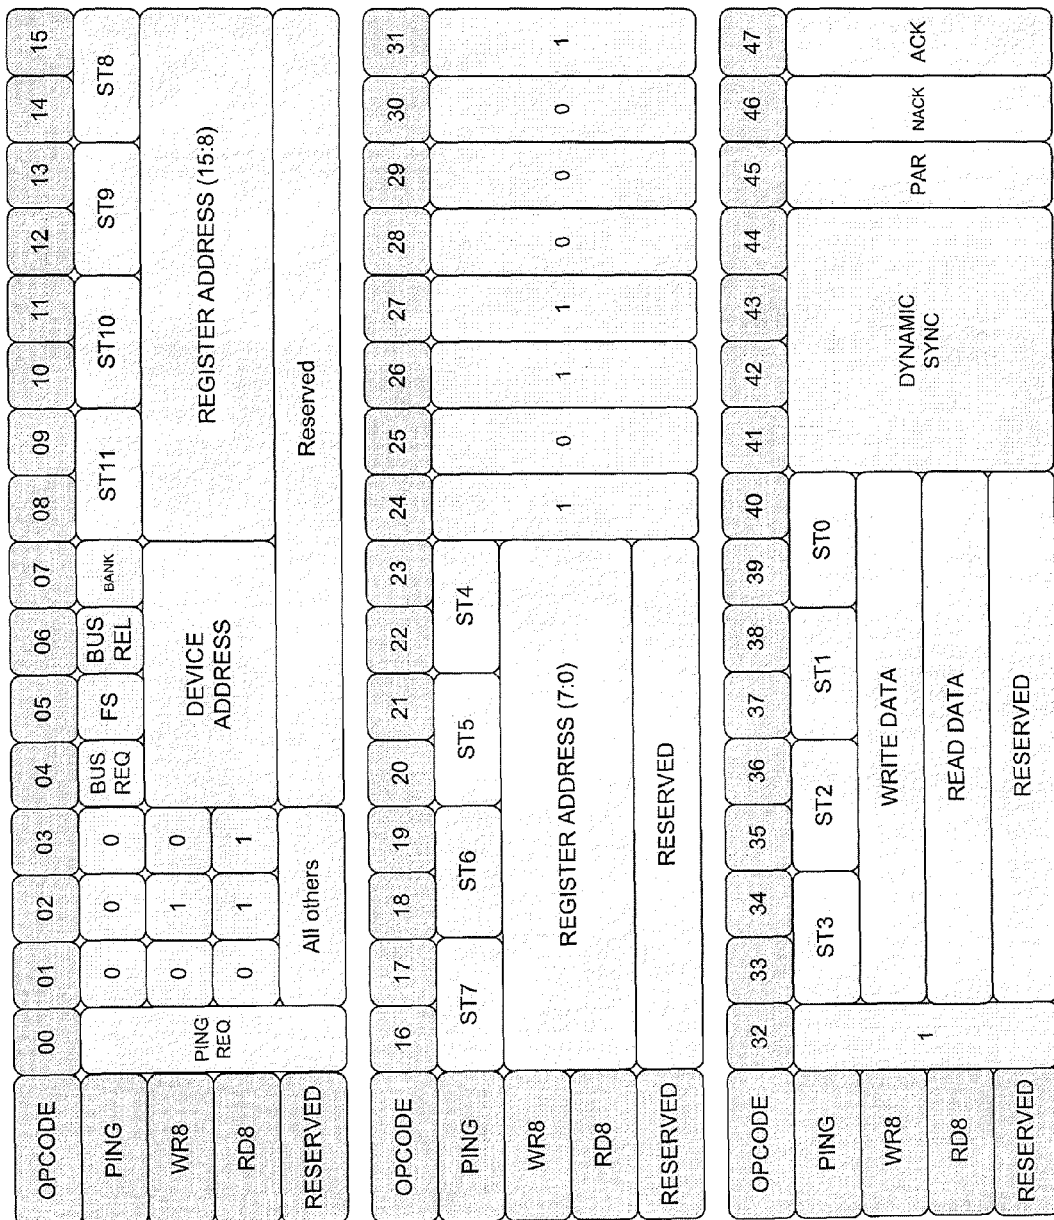 OPCODE 00 01 02 03 04 05 06 07 08 09 10 11 12 13 14 15
PING 0 0 0 BUS REQ FS BUS REL BANK ST11 ST10 ST9 ST8
WR8 0 1 0
RD8 0 1 1
PING REQ
DEVICE ADDRESS
REGISTER ADDRESS (15:8)
RESERVED All others Reserved
OPCODE 16 17 18 19 20 21 22 23 24 25 26 27 28 29 30 31
PING ST7 ST6 ST5 ST4
WR8
RD8
REGISTER ADDRESS (7:0)
1 0 1 1 0 0 0 1
RESERVED RESERVED
OPCODE 32 33 34 35 36 37 38 39 40 41 42 43 44 45 46 47
PING ST3 ST2 ST1 ST0
WR8 WRITE DATA
RD8 READ DATA
1
DYNAMIC SYNC
PAR NACK ACK
RESERVED RESERVED